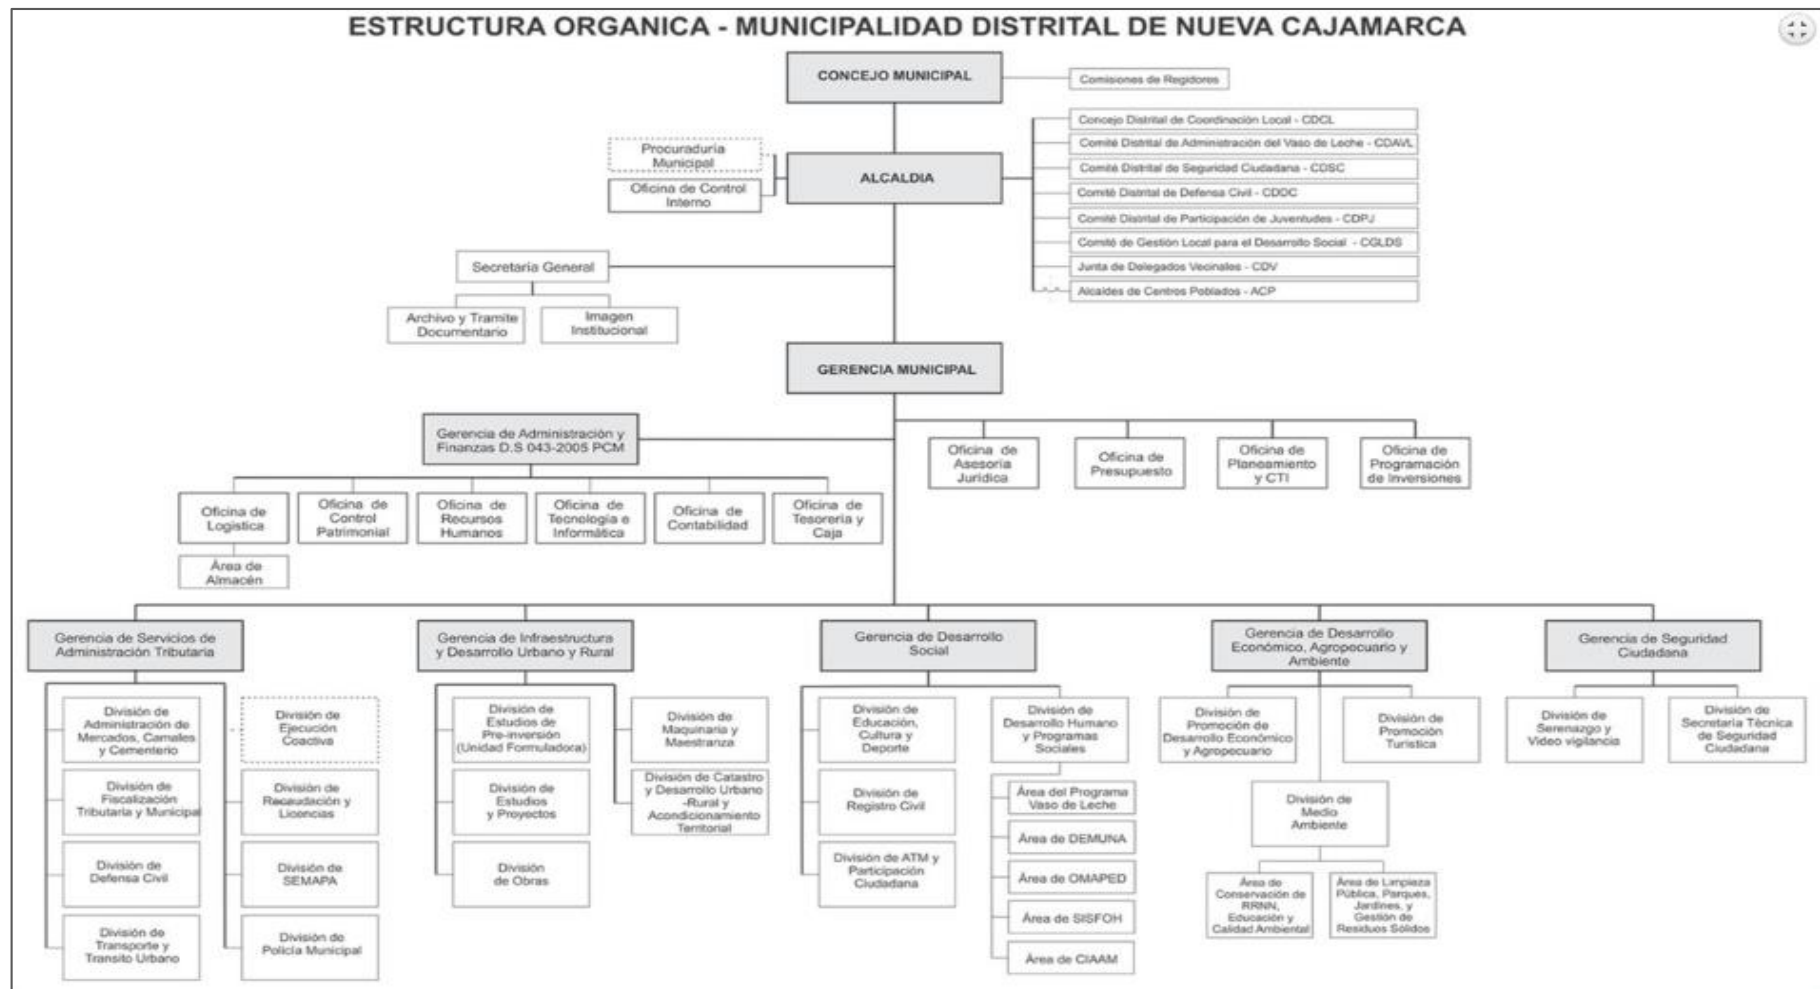 ESTRUCTURA ORGANICA - MUNICIPALIDAD DISTRITAL DE NUEVA CAJAMARCA
CONCEJO MUNICIPAL
Comisiones de Regidores
Procuraduría
Municipal
Oficina de Control
Interno
ALCALDIA
Concejo Distrital de Coordinación Local - CDCL
Comité Distrital de Administración del Vaso de Leche - CDAVL
Comité Distrital de Seguridad Ciudadana - CDSC
Comité Distrital de Defensa Civil - CDDC
Comité Distrital de Participación de Juventudes - CDPJ
Comité de Gestión Local para el Desarrollo Social - CGLDS
Junta de Delegados Vecinales - CDV
Alcaldes de Centros Poblados - ACP
Secretaría General
Archivo y Tramite
Documentario
Imagen
Institucional
GERENCIA MUNICIPAL
Gerencia de Administración y
Finanzas D.S 043-2005 PCM
Oficina de
Asesoría
Jurídica
Oficina de
Presupuesto
Oficina de
Planeamiento
y CTI
Oficina de
Programación
de Inversiones
Oficina de
Logistica
Oficina de
Control
Patrimonial
Oficina de
Recursos
Humanos
Oficina de
Tecnología e
Informática
Oficina de
Contabilidad
Oficina de
Tesorería y
Caja
Área de
Almacén
Gerencia de Servicios de
Administración Tributaria
Gerencia de Infraestructura
y Desarrollo Urbano y Rural
Gerencia de Desarrollo
Social
Gerencia de Desarrollo
Económico, Agropecuario y
Ambiente
Gerencia de Seguridad
Ciudadana
División de
Administración de
Mercados, Camales
y Cementerio
División de
Ejecución
Coactiva
División de
Fiscalización
Tributaria y Municipal
División de
Recaudación y
Licencias
División de
Defensa Civil
División de
SEMAPA
División de
Transporte y
Transito Urbano
División de
Policía Municipal
División de
Estudios de
Pre-inversión
(Unidad Formuladora)
División de
Maquinaria y
Maestranza
División de
Estudios
y Proyectos
División de Catastro
y Desarrollo Urbano
-Rural y
Acondicionamiento
Territorial
División
de Obras
División de
Educación,
Cultura y
Deporte
División de
Desarrollo Humano
y Programas
Sociales
División de
Registro Civil
División de ATM y
Participación
Ciudadana
Área del Programa
Vaso de Leche
Área de DEMUNA
Área de OMAPED
Área de SISFOH
Área de CIAAM
División de
Promoción de
Desarrollo Económico
y Agropecuario
División de
Promoción
Turística
División de
Medio
Ambiente
Área de
Conservación de
RRNN,
Educación y
Calidad Ambiental
Área de Limpieza
Pública, Parques,
Jardines, y
Gestión de
Residuos Sólidos
División de
Serenazgo y
Video vigilancia
División de
Secretaría Técnica
de Seguridad
Ciudadana